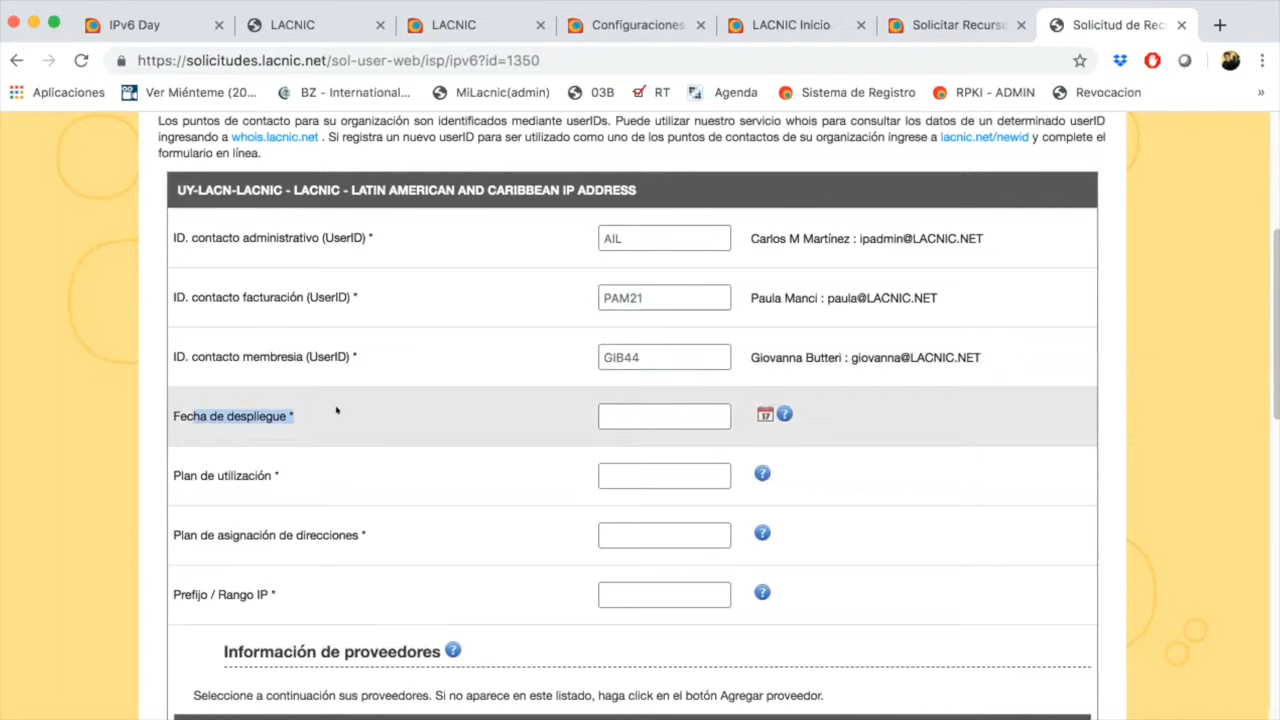 IPv6 Day
LACNIC
LACNIC
Configuraciones
LACNIC Inicio
Solicitar Recurso
Solicitud de Rec
https://solicitudes.lacnic.net/sol-user-web/isp/ipv6?id=1350
Aplicaciones
Ver Miénteme (20...
BZ - International...
MiLacnic(admin)
03B
RT
Agenda
Sistema de Registro
RPKI - ADMIN
Revocacion
»
Los puntos de contacto para su organización son identificados mediante userIDs. Puede utilizar nuestro servicio whois para consultar los datos de un determinado userID
ingresando a whois.lacnic.net . Si registra un nuevo userID para ser utilizado como uno de los puntos de contactos de su organización ingrese a lacnic.net/newid y complete el
formulario en línea.
UY-LACN-LACNIC - LACNIC - LATIN AMERICAN AND CARIBBEAN IP ADDRESS
ID. contacto administrativo (UserID) * AIL Carlos M Martínez : ipadmin@LACNIC.NET
ID. contacto facturación (UserID) * PAM21 Paula Manci : paula@LACNIC.NET
ID. contacto membresia (UserID) * GIB44 Giovanna Butteri : giovanna@LACNIC.NET
Fecha de despliegue * 17 ?
Plan de utilización * ?
Plan de asignación de direcciones * ?
Prefijo / Rango IP * ?
Información de proveedores ?
Seleccione a continuación sus proveedores. Si no aparece en este listado, haga click en el botón Agregar proveedor.